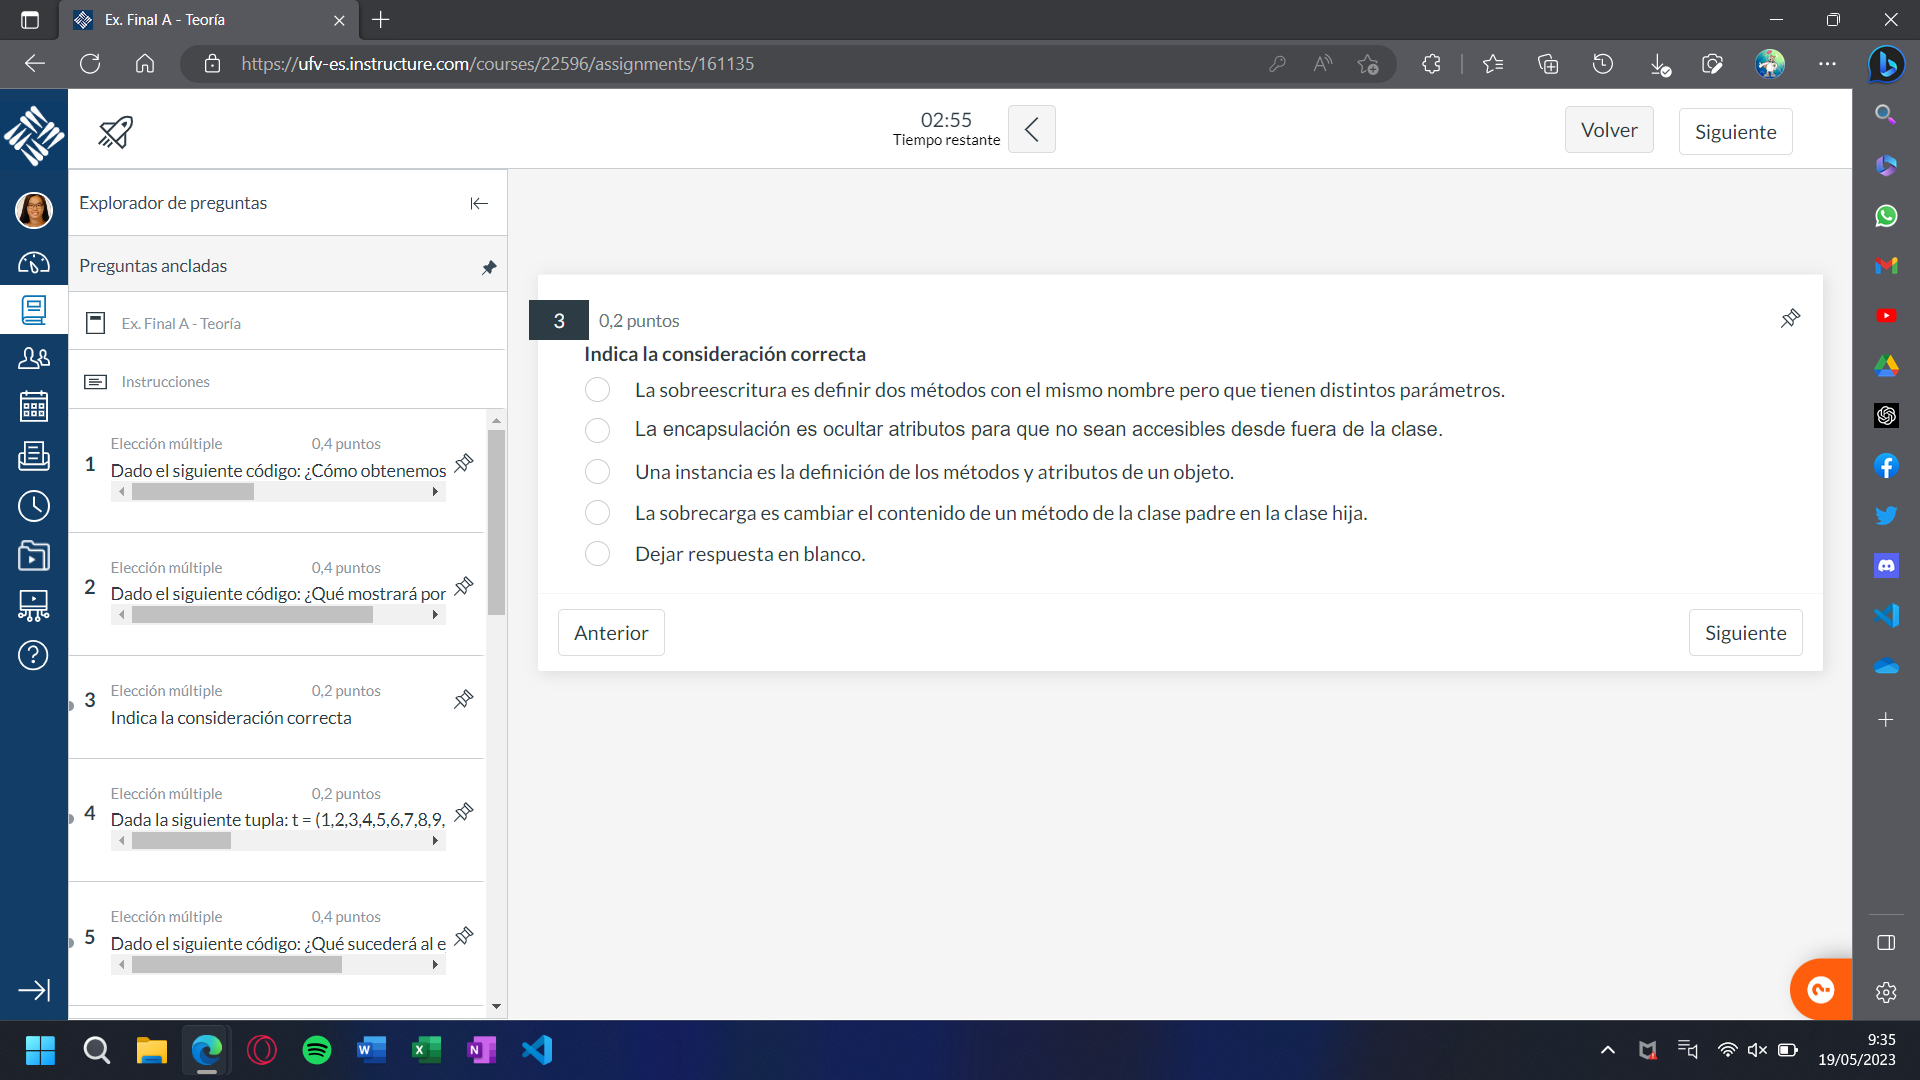 Ex. Final A - Teoría
https://ufv-es.instructure.com/courses/22596/assignments/161135
02:55
Tiempo restante
Volver
Siguiente
Explorador de preguntas
Preguntas ancladas
Ex. Final A - Teoría
Instrucciones
Elección múltiple 0,4 puntos
1 Dado el siguiente código: ¿Cómo obtenemos
Elección múltiple 0,4 puntos
2 Dado el siguiente código: ¿Qué mostrará por
Elección múltiple 0,2 puntos
3 Indica la consideración correcta
Elección múltiple 0,2 puntos
4 Dada la siguiente tupla: t = (1,2,3,4,5,6,7,8,9,
Elección múltiple 0,4 puntos
5 Dado el siguiente código: ¿Qué sucederá al e
3 0,2 puntos
Indica la consideración correcta
La sobreescritura es definir dos métodos con el mismo nombre pero que tienen distintos parámetros.
La encapsulación es ocultar atributos para que no sean accesibles desde fuera de la clase.
Una instancia es la definición de los métodos y atributos de un objeto.
La sobrecarga es cambiar el contenido de un método de la clase padre en la clase hija.
Dejar respuesta en blanco.
Anterior
Siguiente
9:35
19/05/2023